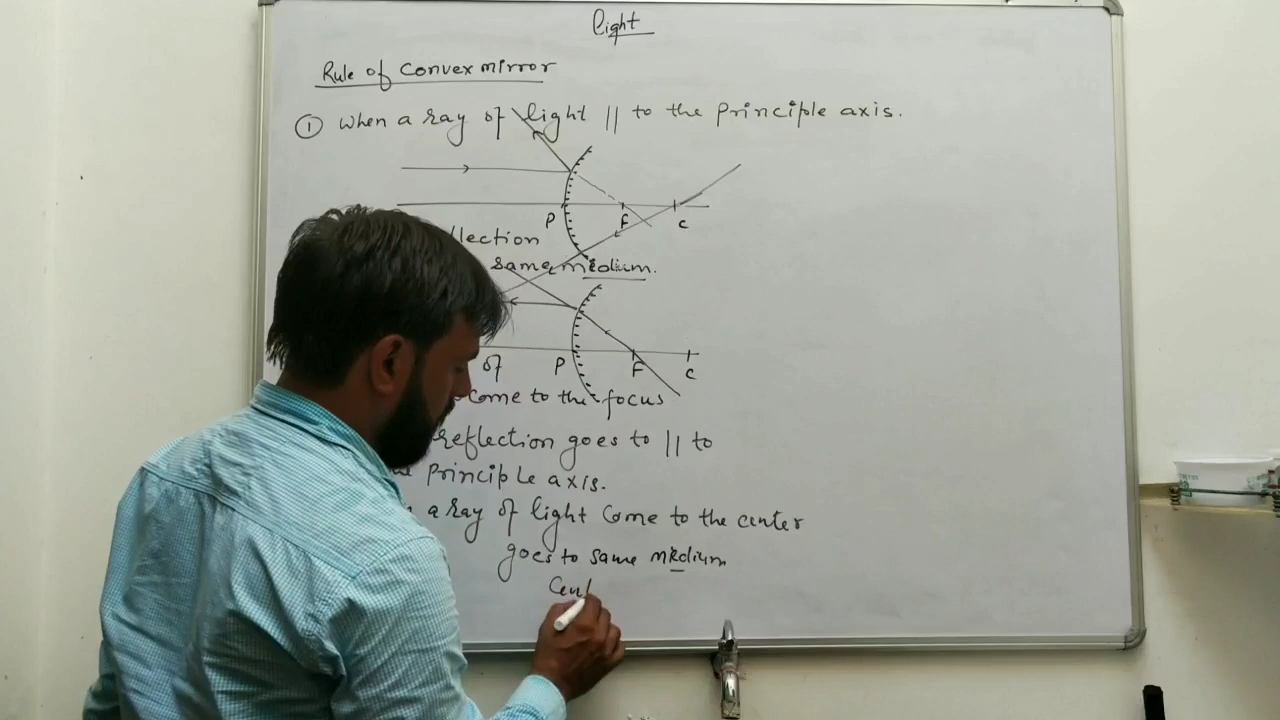 light
Rule of convex mirror
① when a ray of light || to the principle axis.
P F C
same medium.
P F C
of
come to the focus
reflection goes to || to
principle axis.
a ray of light come to the center
goes to same medium